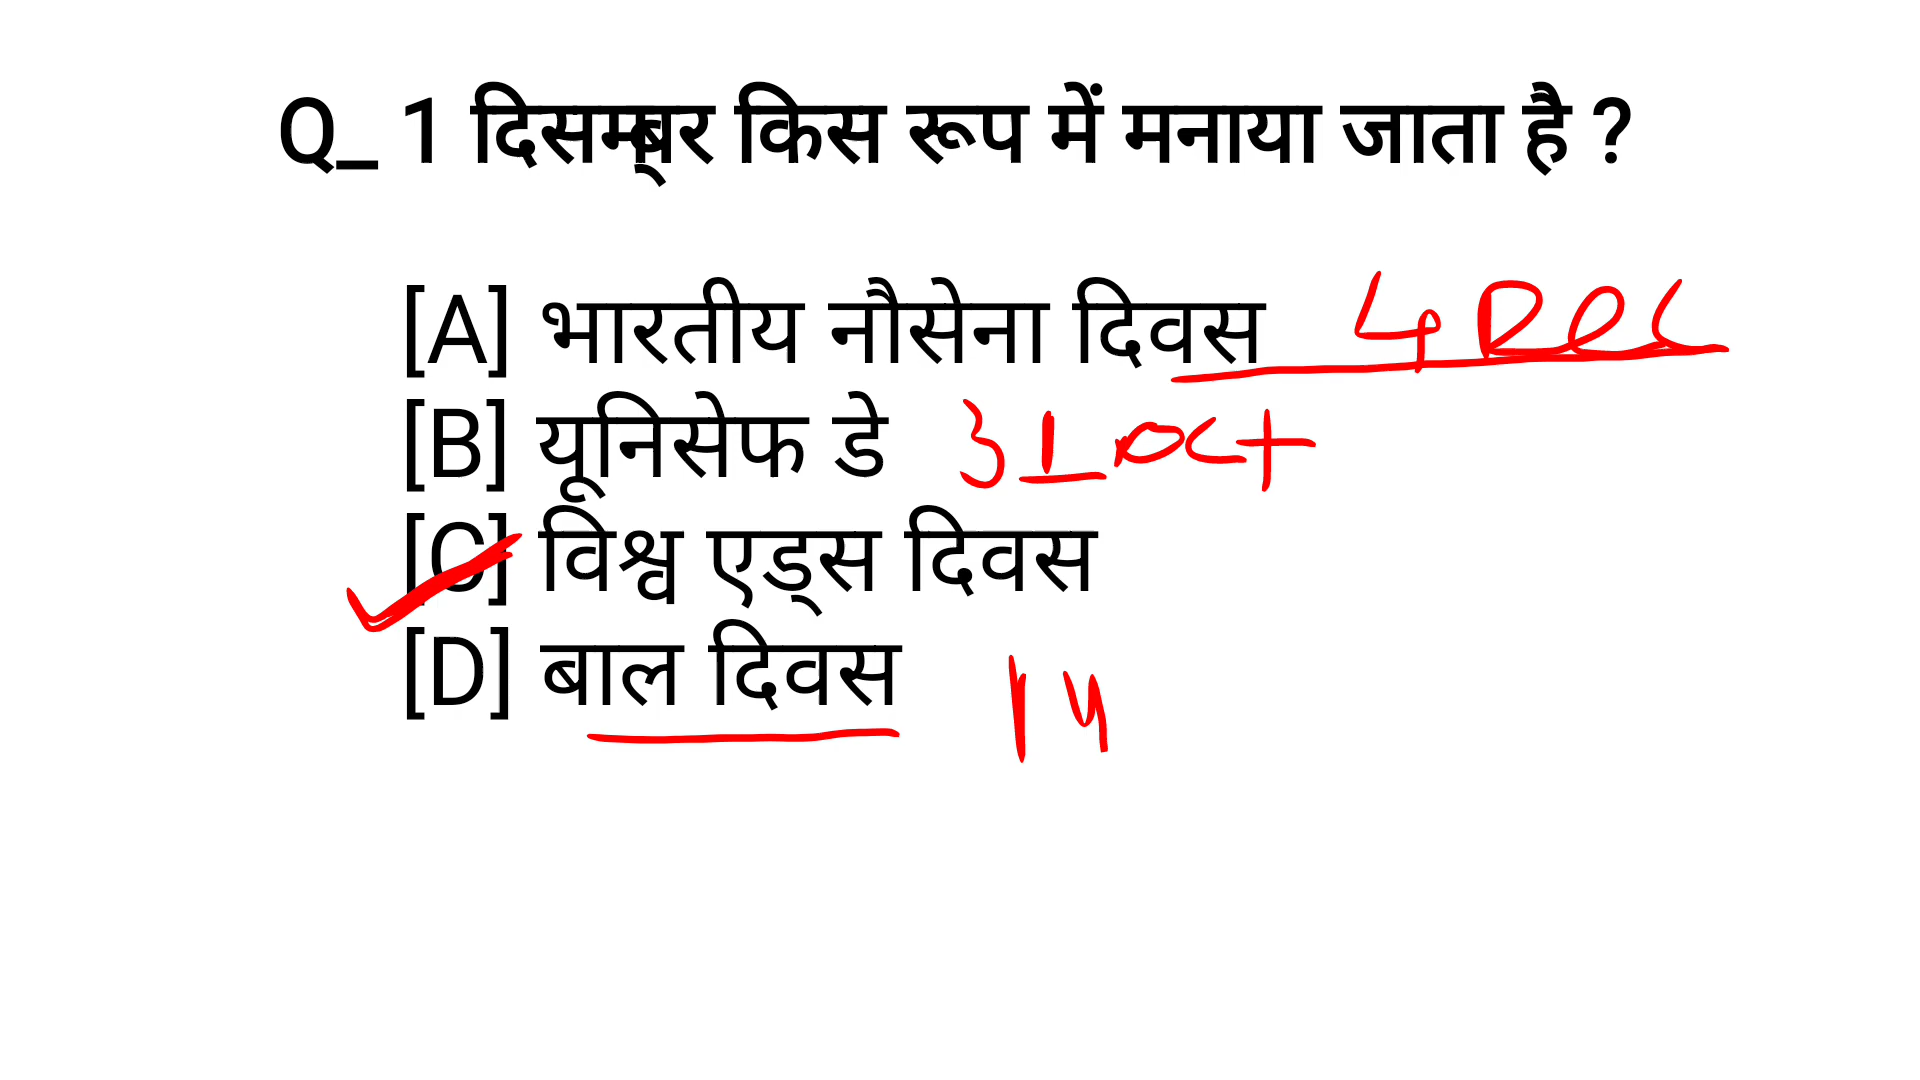 Q_ 1 दिसम्बर किस रूप में मनाया जाता है ?
[A] भारतीय नौसेना दिवस 4 DEC
[B] यूनिसेफ डे 31 oct
[C] विश्व एड्स दिवस
[D] बाल दिवस 14